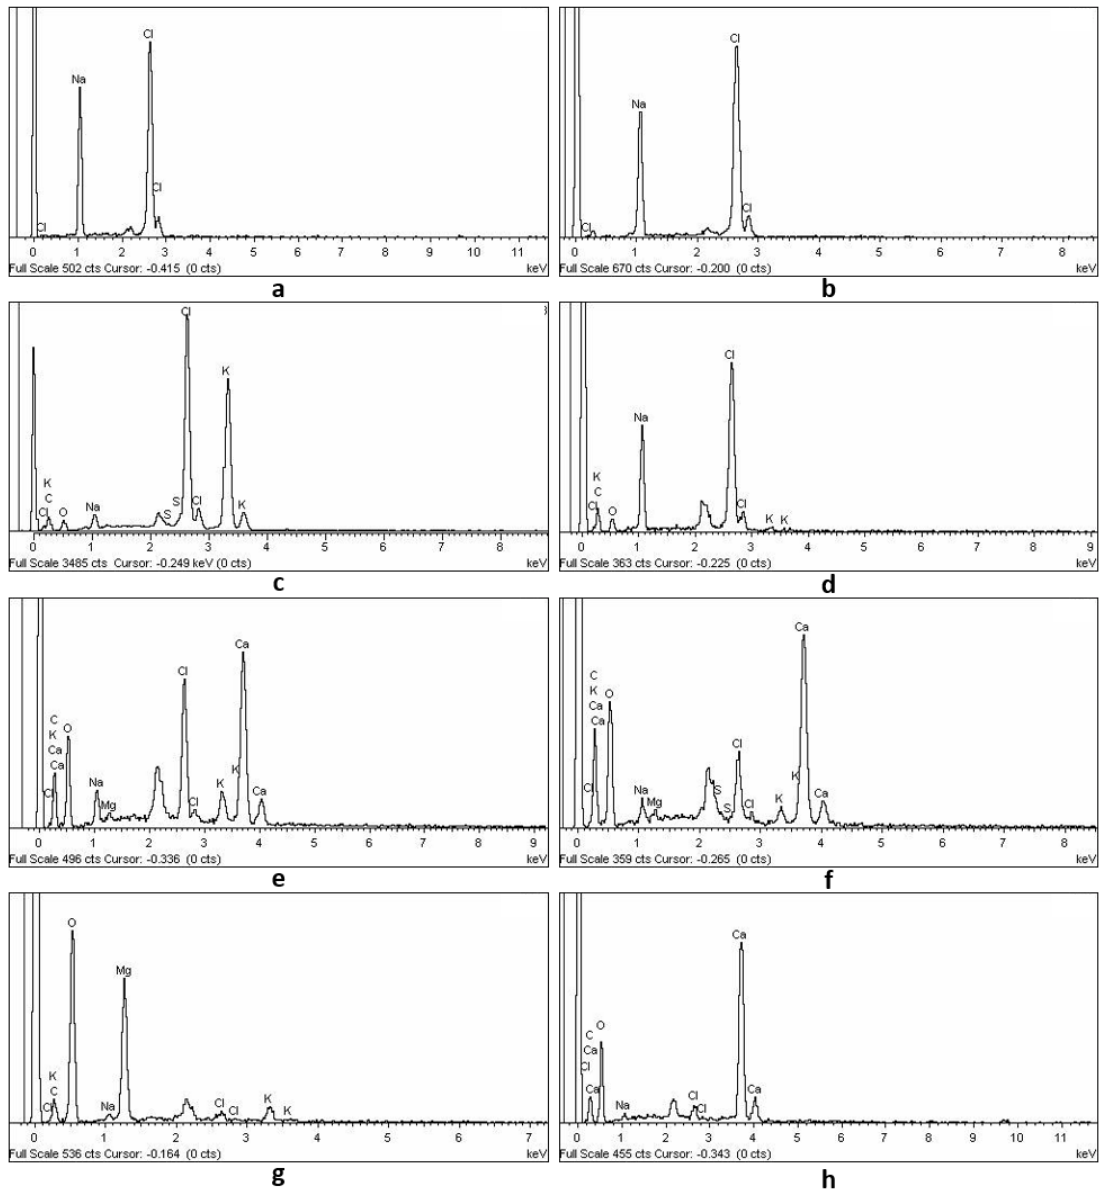 Cl
Na
Cl
Cl
0 1 2 3 4 5 6 7 8 9 10 11
Full Scale 502 cts Cursor: -0.415 (0 cts) keV
a
Cl
Na
Cl
Cl
0 1 2 3 4 5 6 7 8
Full Scale 670 cts Cursor: -0.200 (0 cts) keV
b
Cl
K
K
C
Cl O Na S S Cl K
0 1 2 3 4 5 6 7 8
Full Scale 3485 cts Cursor: -0.249 keV (0 cts) keV
c
Cl
Na
K
C
Cl O Cl K K
0 1 2 3 4 5 6 7 8 9
Full Scale 363 cts Cursor: -0.225 (0 cts) keV
d
Ca
Cl
C
K O
Ca
Ca K
Cl Na Mg Cl K Ca
0 1 2 3 4 5 6 7 8 9
Full Scale 496 cts Cursor: -0.336 (0 cts) keV
e
Ca
C
K O
Ca
Ca Cl
K
Cl Na Mg S S Cl K Ca
0 1 2 3 4 5 6 7 8
Full Scale 359 cts Cursor: -0.265 (0 cts) keV
f
O
Mg
K
C
Cl Na Cl Cl K K
0 1 2 3 4 5 6 7
Full Scale 536 cts Cursor: -0.164 (0 cts) keV
g
Ca
O
C
Ca
Cl
Ca Na Cl Cl Ca
0 1 2 3 4 5 6 7 8 9 10 11
Full Scale 455 cts Cursor: -0.343 (0 cts) keV
h